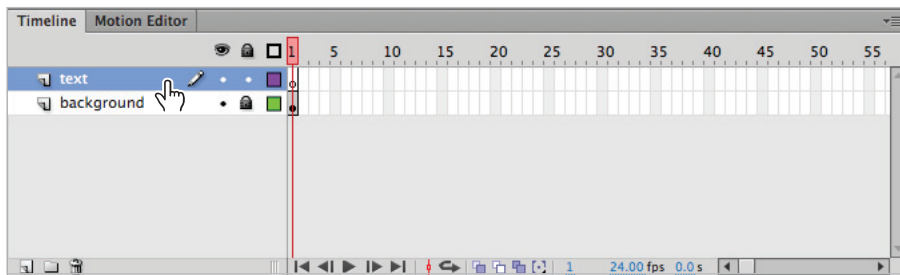 Timeline Motion Editor
1 5 10 15 20 25 30 35 40 45 50 55
text
background
1 24.00 fps 0.0 s